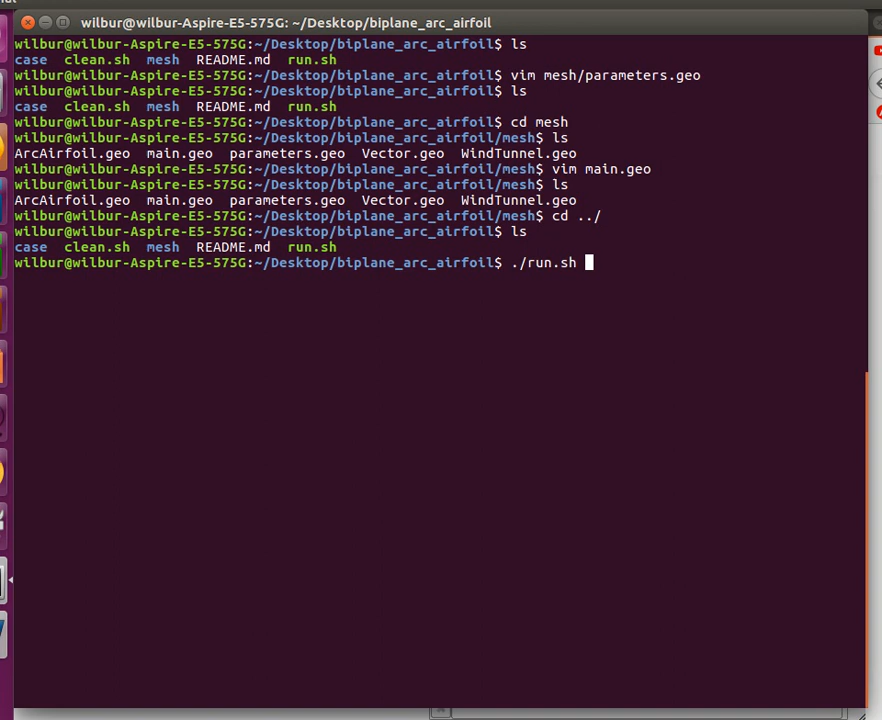 wilbur@wilbur-Aspire-E5-575G: ~/Desktop/biplane_arc_airfoil
wilbur@wilbur-Aspire-E5-575G:~/Desktop/biplane_arc_airfoil$ ls
case clean.sh mesh README.md run.sh
wilbur@wilbur-Aspire-E5-575G:~/Desktop/biplane_arc_airfoil$ vim mesh/parameters.geo
wilbur@wilbur-Aspire-E5-575G:~/Desktop/biplane_arc_airfoil$ ls
case clean.sh mesh README.md run.sh
wilbur@wilbur-Aspire-E5-575G:~/Desktop/biplane_arc_airfoil$ cd mesh
wilbur@wilbur-Aspire-E5-575G:~/Desktop/biplane_arc_airfoil/mesh$ ls
ArcAirfoil.geo main.geo parameters.geo Vector.geo WindTunnel.geo
wilbur@wilbur-Aspire-E5-575G:~/Desktop/biplane_arc_airfoil/mesh$ vim main.geo
wilbur@wilbur-Aspire-E5-575G:~/Desktop/biplane_arc_airfoil/mesh$ ls
ArcAirfoil.geo main.geo parameters.geo Vector.geo WindTunnel.geo
wilbur@wilbur-Aspire-E5-575G:~/Desktop/biplane_arc_airfoil/mesh$ cd ../
wilbur@wilbur-Aspire-E5-575G:~/Desktop/biplane_arc_airfoil$ ls
case clean.sh mesh README.md run.sh
wilbur@wilbur-Aspire-E5-575G:~/Desktop/biplane_arc_airfoil$ ./run.sh